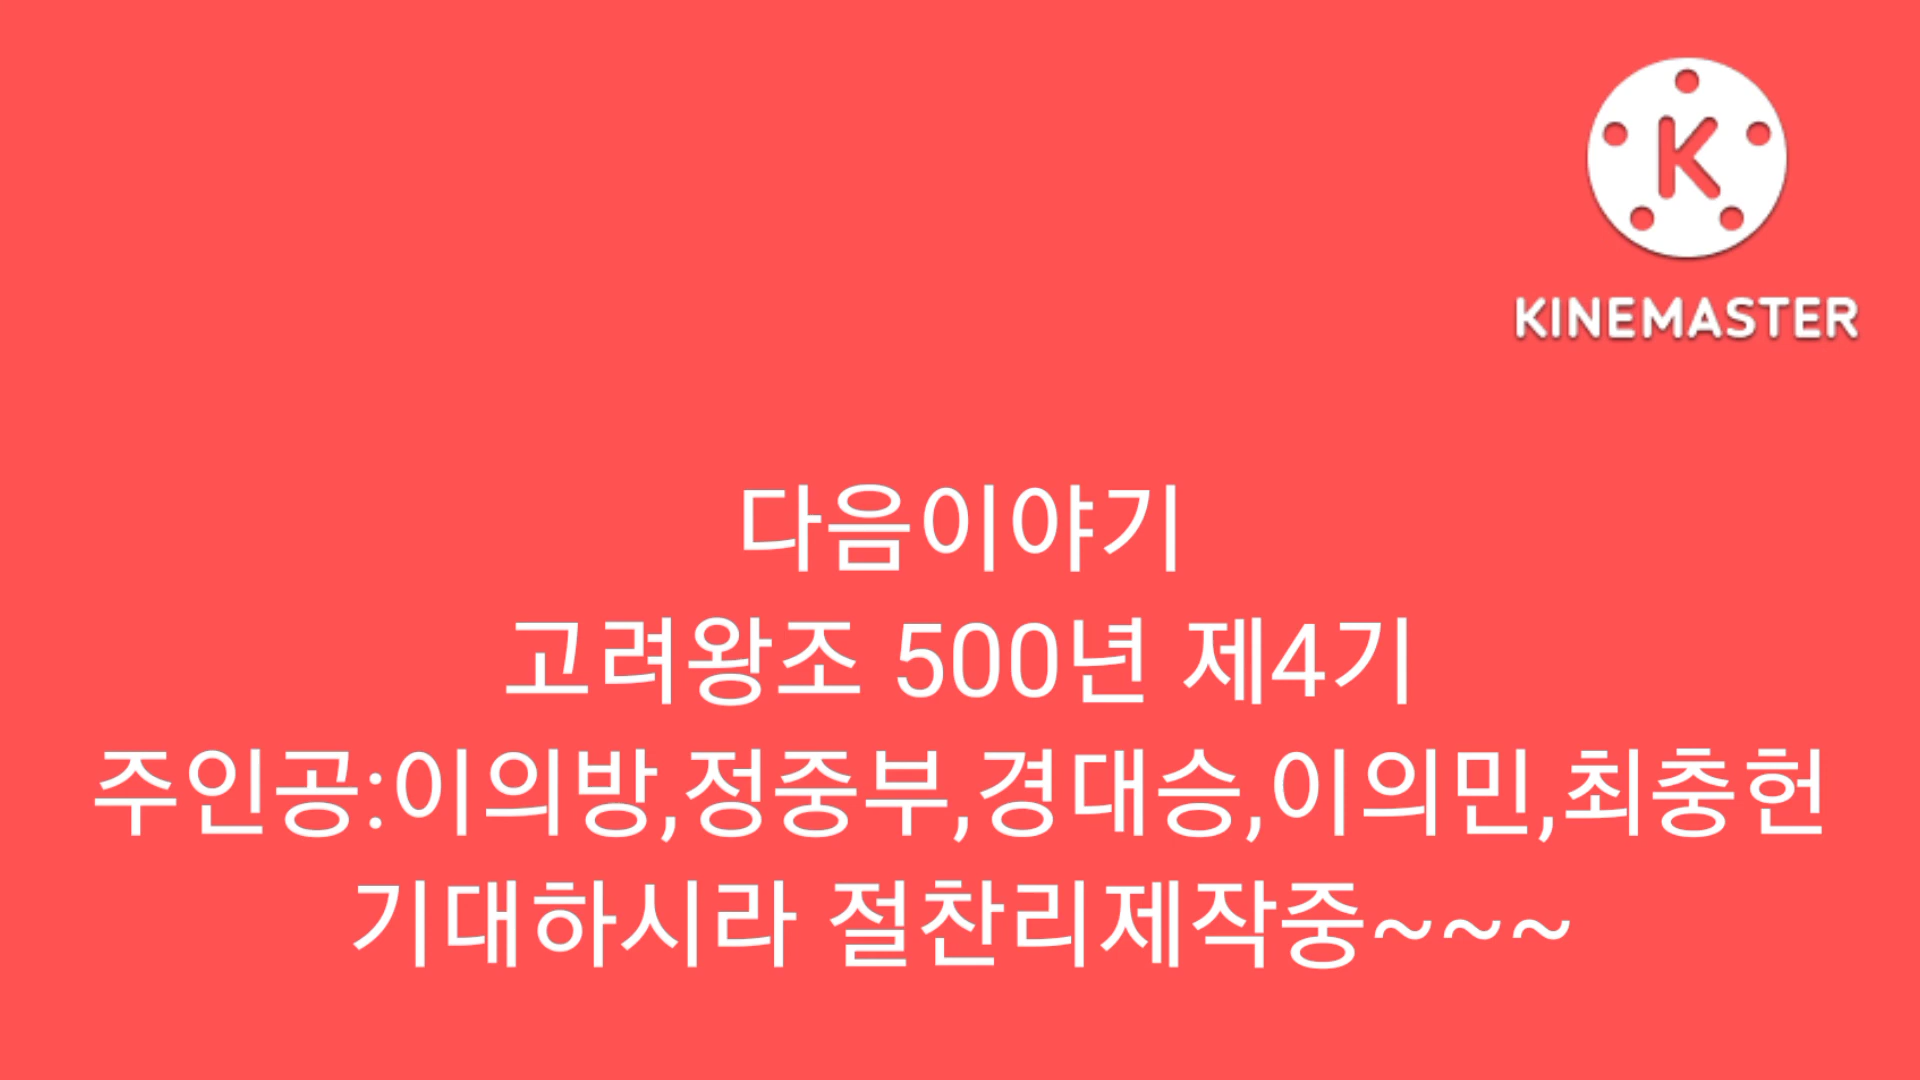 K
KINEMASTER
다음이야기
고려왕조 500년 제4기
주인공:이의방,정중부,경대승,이의민,최충헌
기대하시라 절찬리제작중~~~